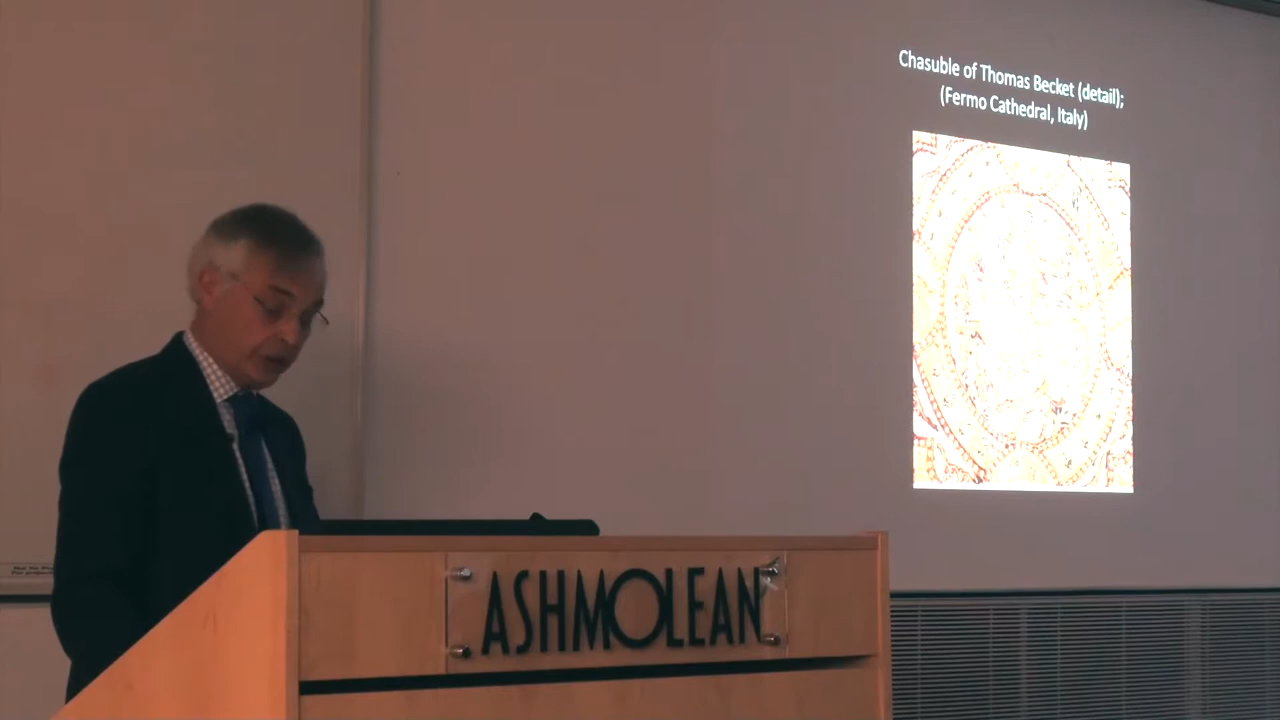 Chasuble of Thomas Becket (detail);
(Fermo Cathedral, Italy)
ASHMOLEAN